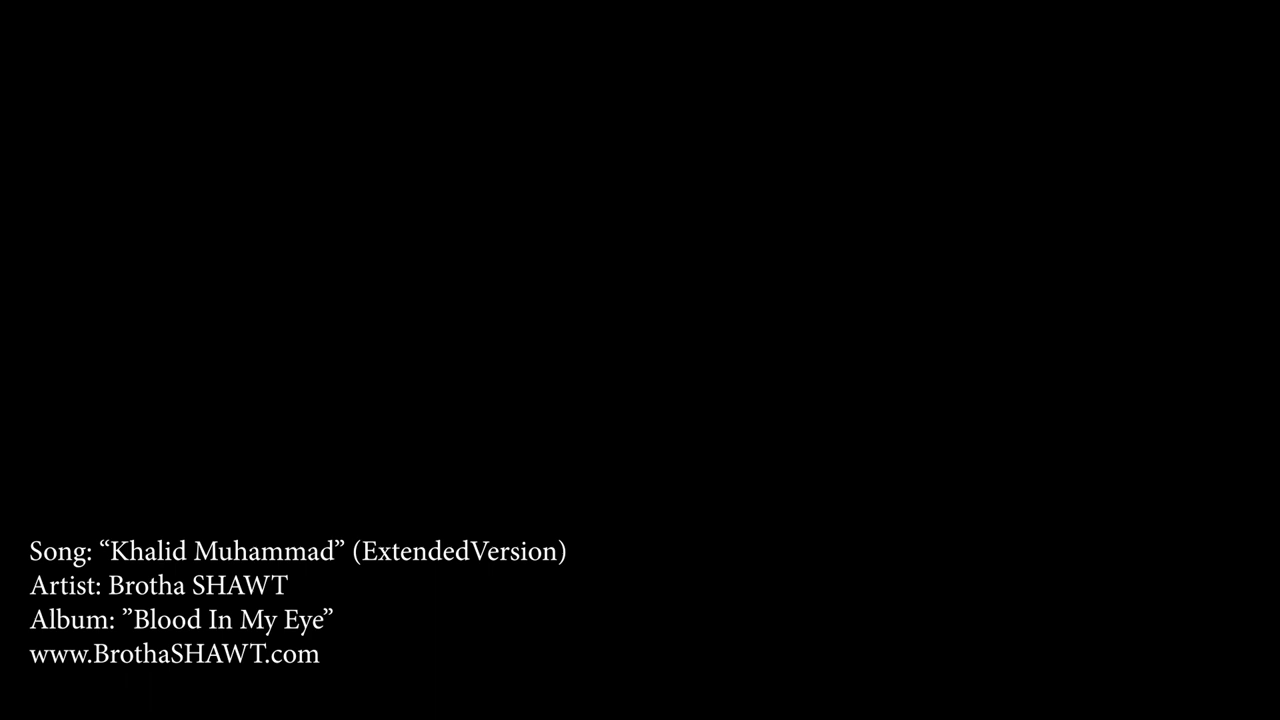 Song: “Khalid Muhammad” (ExtendedVersion)
Artist: Brotha SHAWT
Album: ”Blood In My Eye”
www.BrothaSHAWT.com